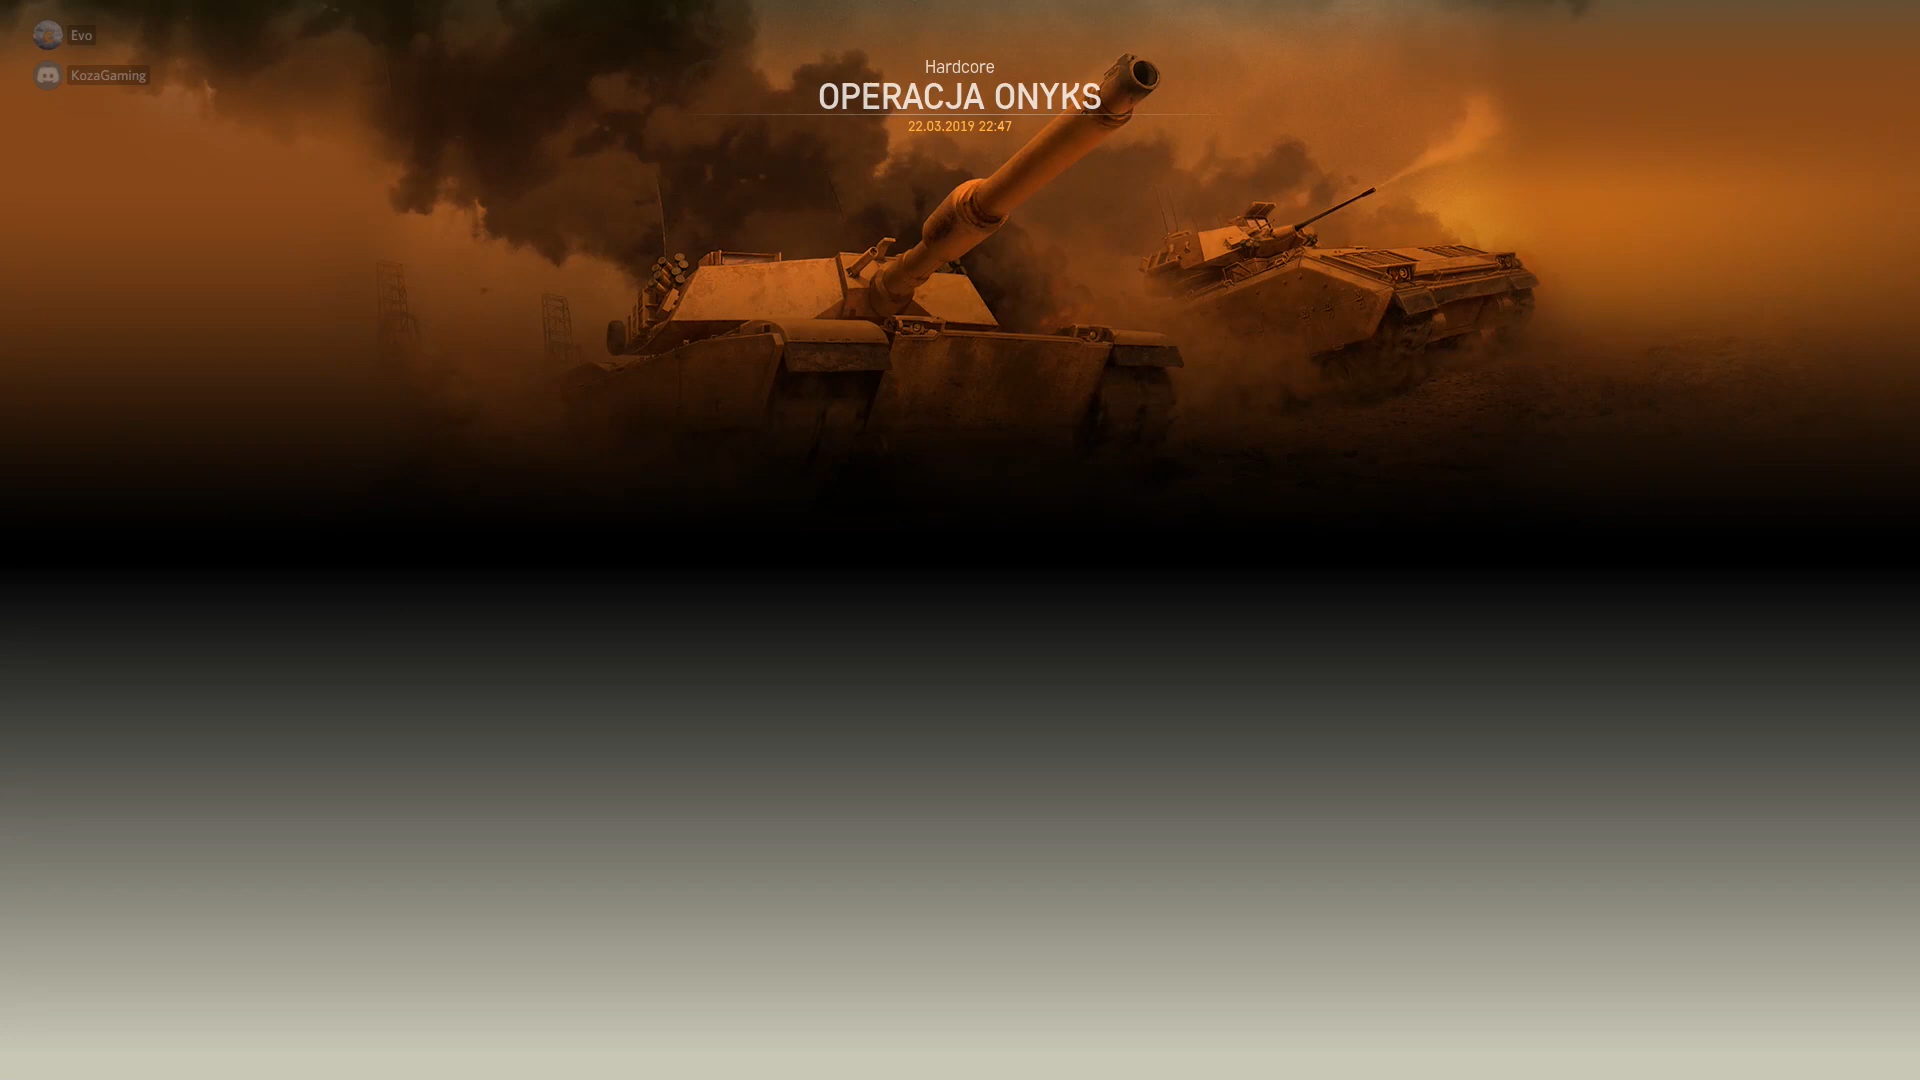 Evo
KozaGaming
Hardcore
OPERACJA ONYKS
22.03.2019 22:47